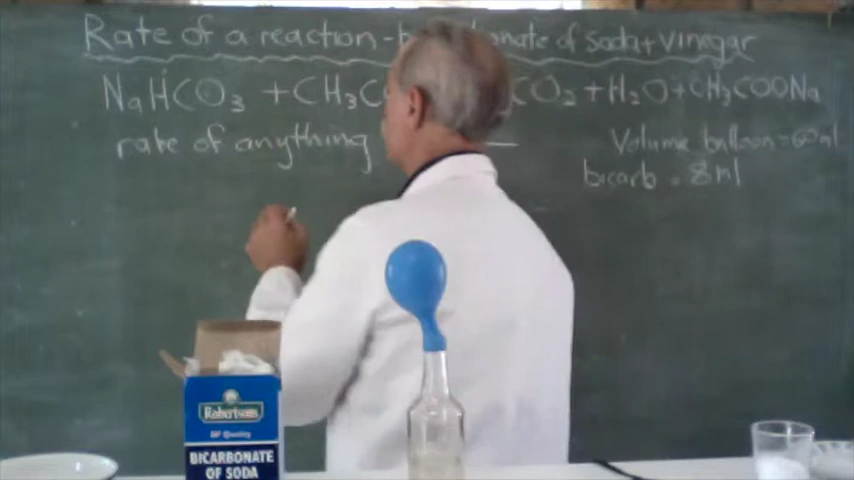 Rate of a reaction - b onate of soda + vinegar
NaHCO3 + CH3C CO2 + H2O + CH3COONa
rate of anything
Volume balloon = 60ml
bicarb = 8ml
Robertsons
BICARBONATE
OF SODA